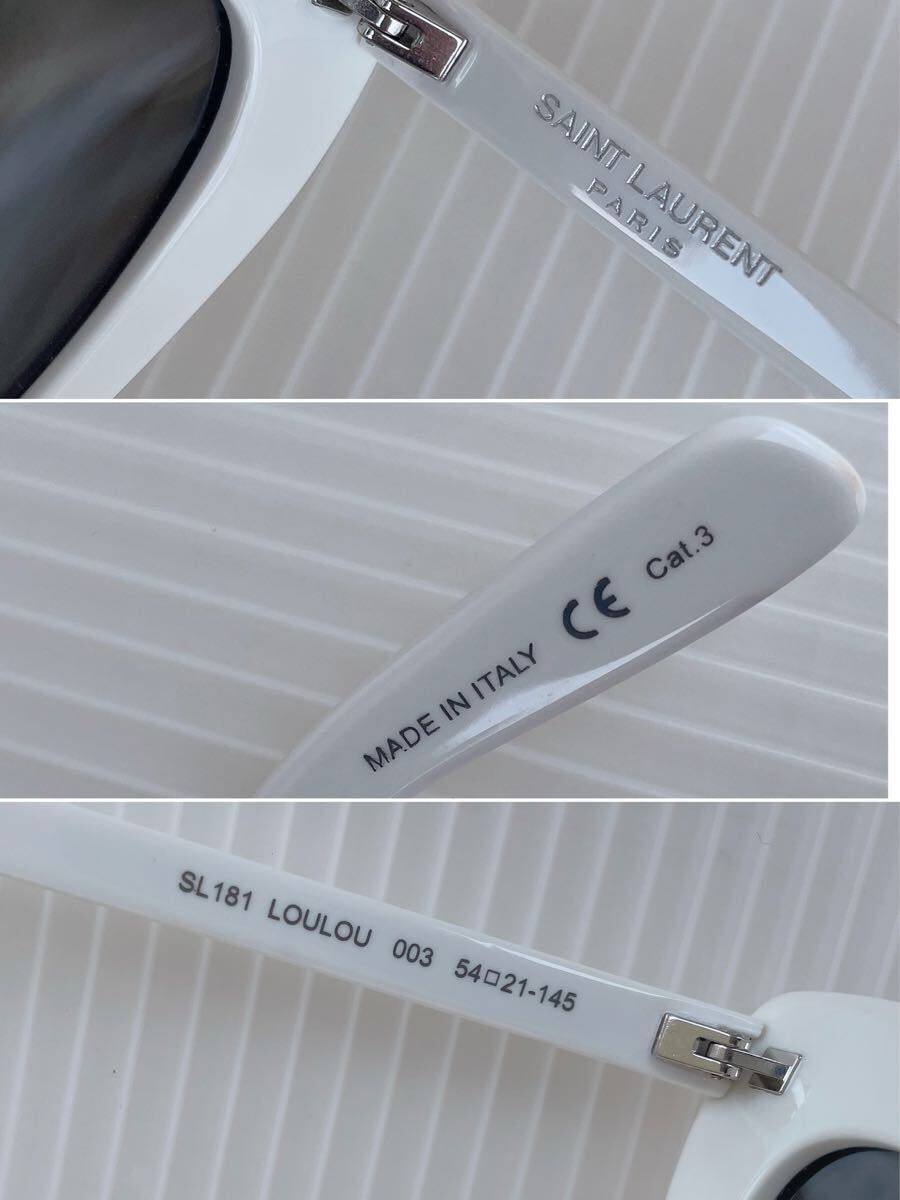 SAINT LAURENT
PARIS
MADE IN ITALY CE Cat.3
SL181 LOULOU 003 54□21-145